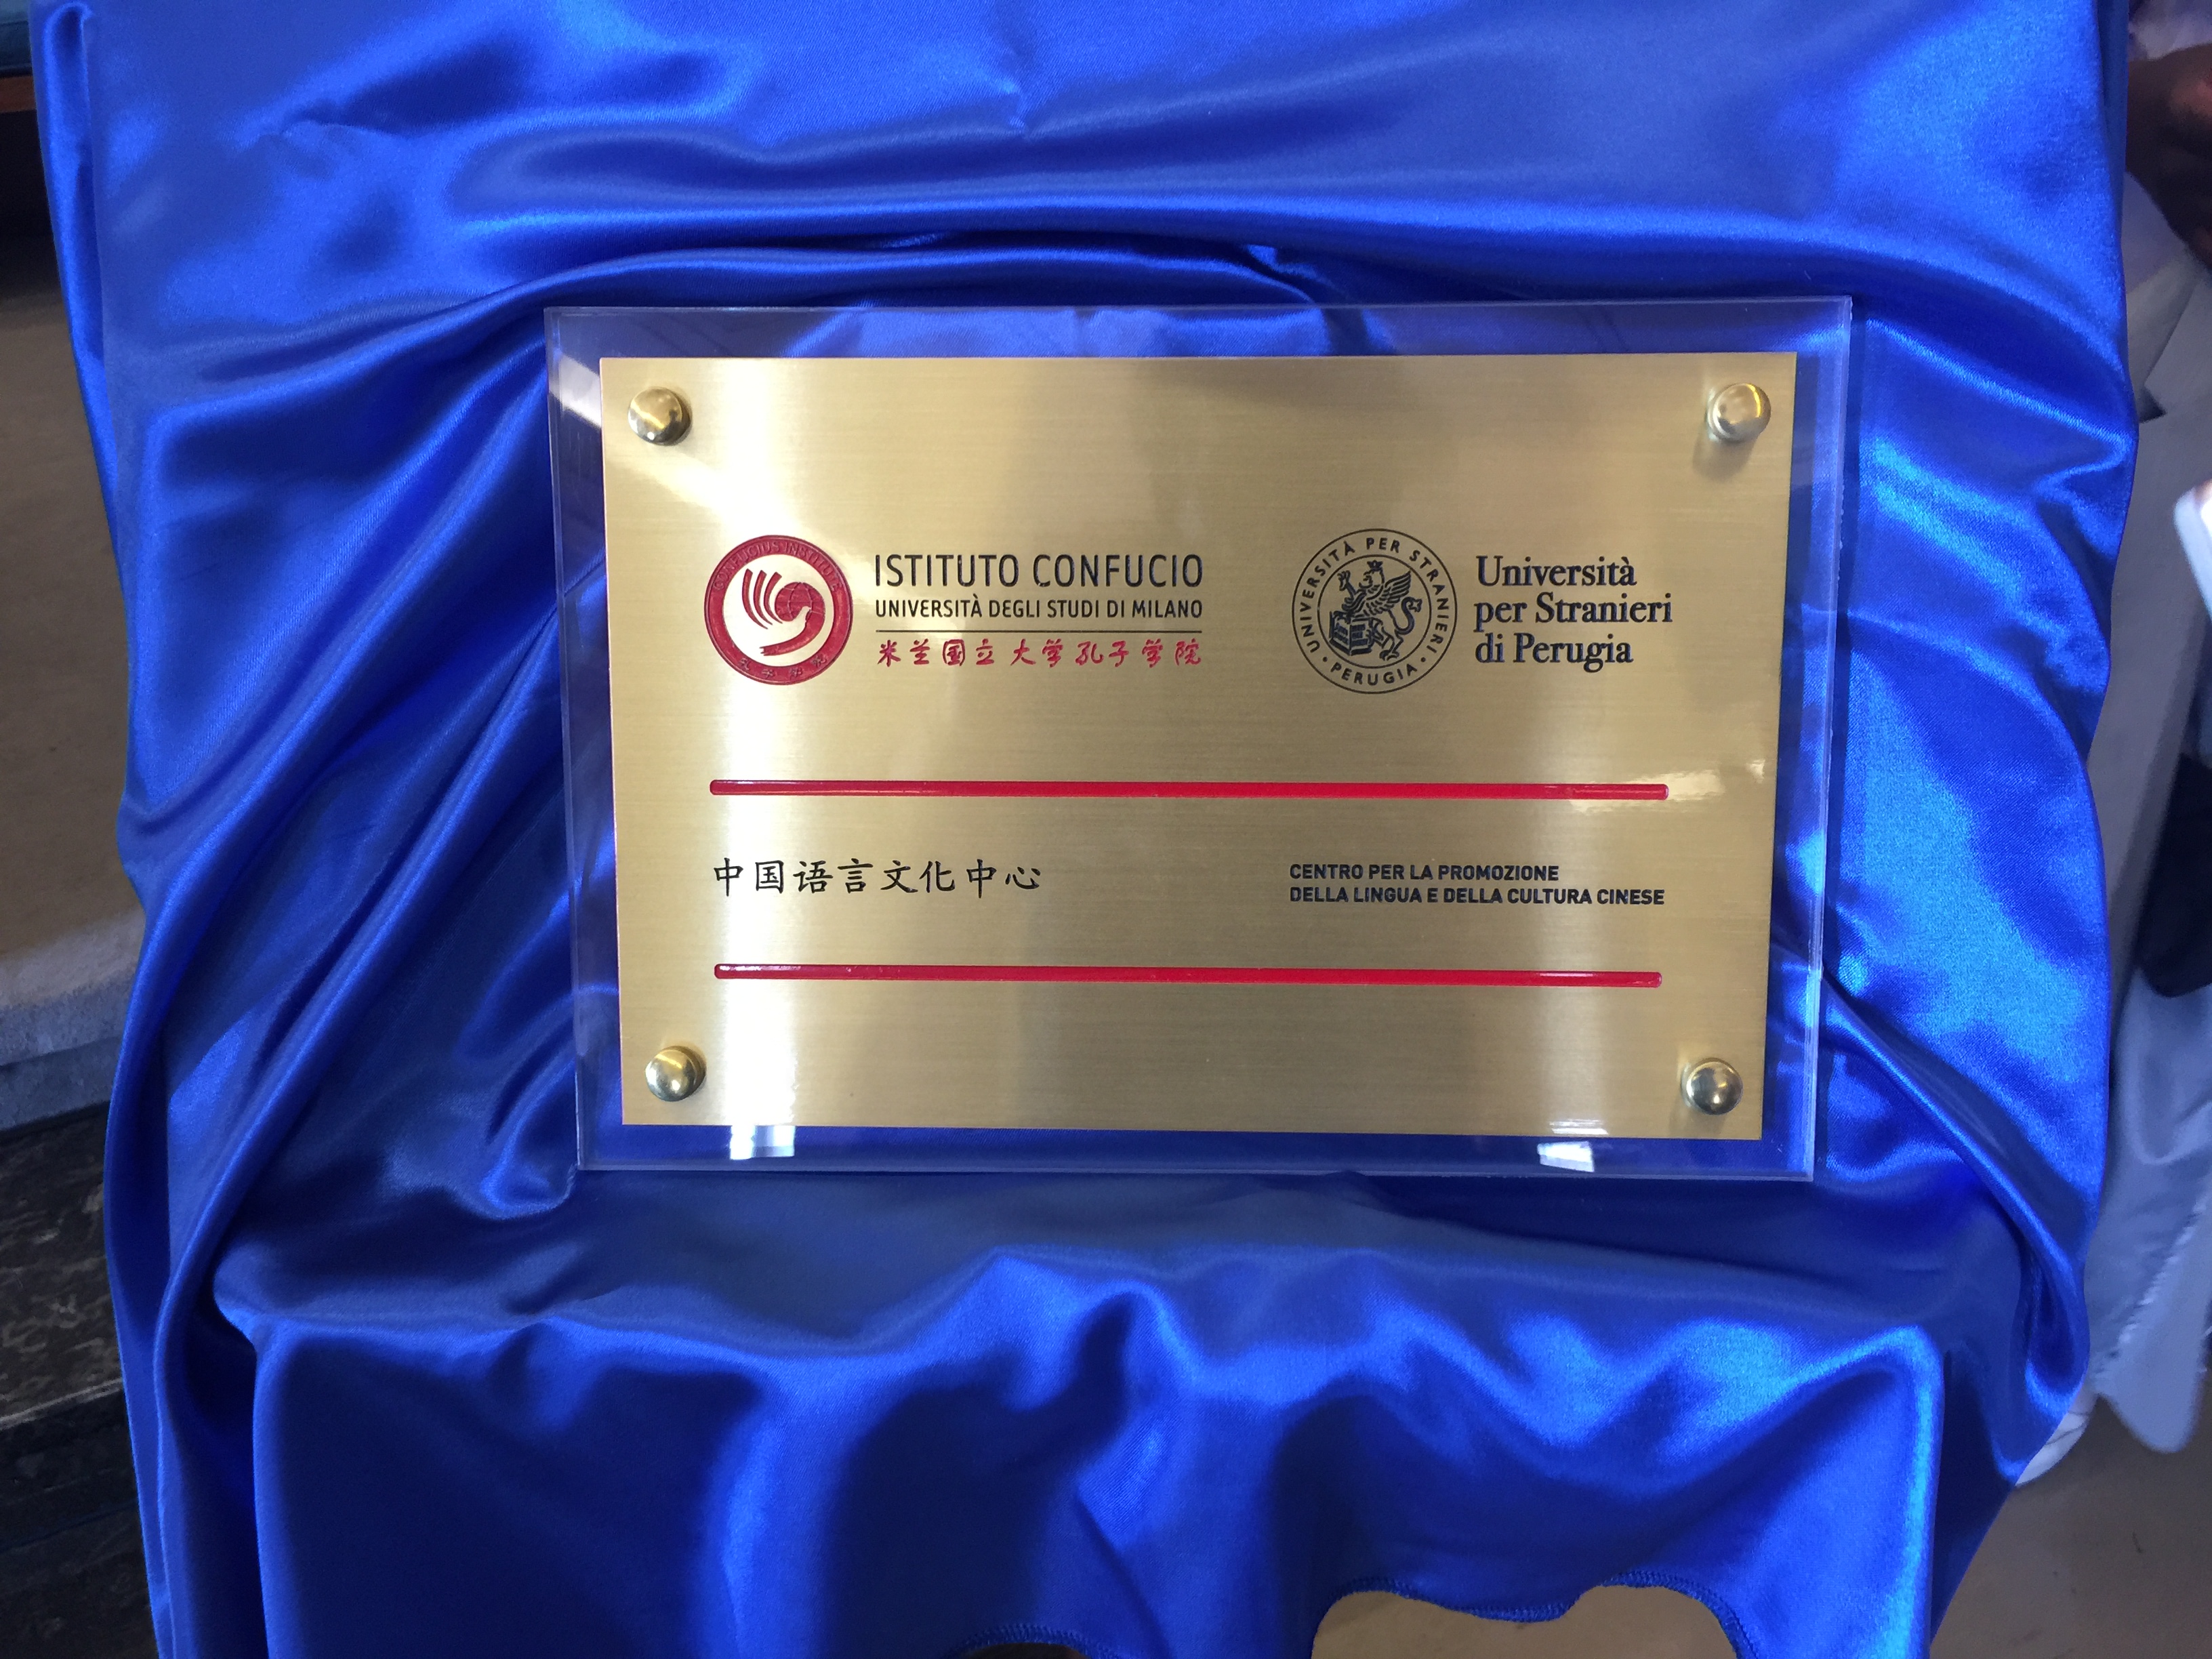 CONFUCIUS INSTITUTE
ISTITUTO CONFUCIO
UNIVERSITÀ DEGLI STUDI DI MILANO
米兰国立大学孔子学院
UNIVERSITÀ PER STRANIERI
• PERUGIA •
Università
per Stranieri
di Perugia
中国语言文化中心
CENTRO PER LA PROMOZIONE
DELLA LINGUA E DELLA CULTURA CINESE